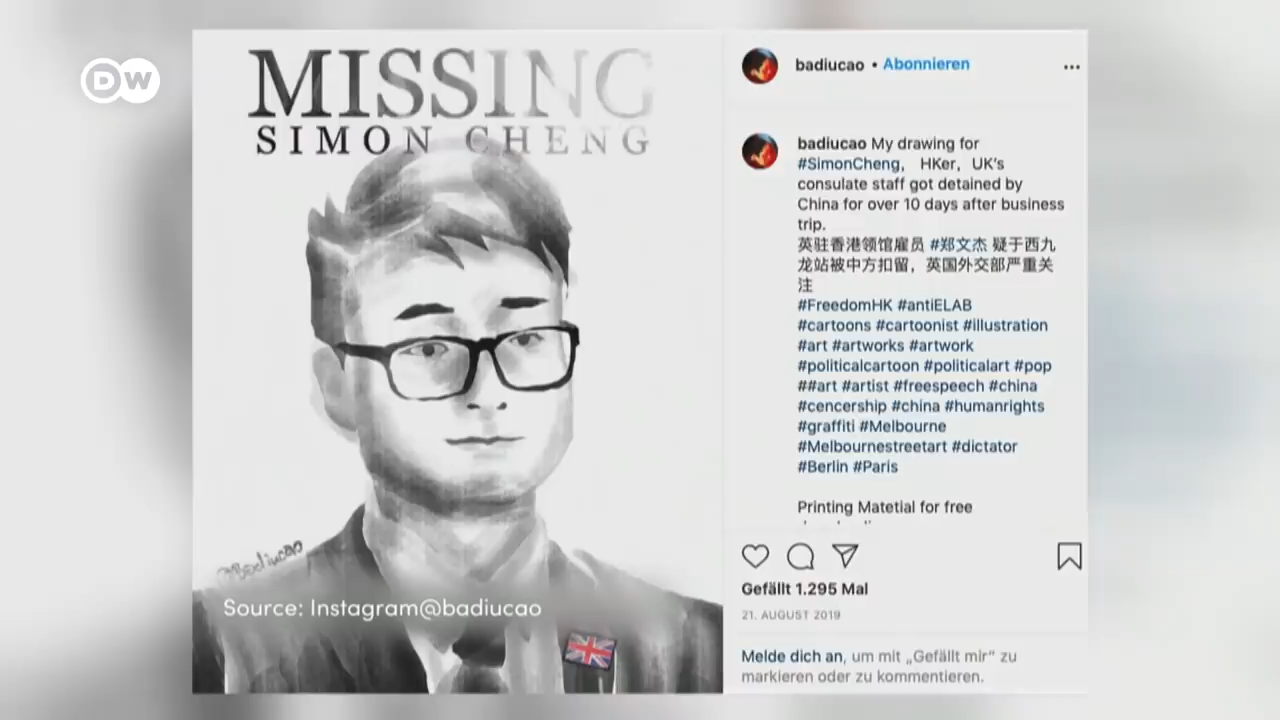 DW
MISSING
SIMON CHENG
@Badiucao
Source: Instagram@badiucao
badiucao • Abonnieren
badiucao My drawing for
#SimonCheng， HKer， UK's
consulate staff got detained by
China for over 10 days after business
trip.
英驻香港领馆雇员 #郑文杰 疑于西九
龙站被中方扣留，英国外交部严重关
注
#FreedomHK #antiELAB
#cartoons #cartoonist #illustration
#art #artworks #artwork
#politicalcartoon #politicalart #pop
##art #artist #freespeech #china
#cencership #china #humanrights
#graffiti #Melbourne
#Melbournestreetart #dictator
#Berlin #Paris
Printing Matetial for free
Gefällt 1.295 Mal
21. AUGUST 2019
Melde dich an, um mit „Gefällt mir“ zu
markieren oder zu kommentieren.